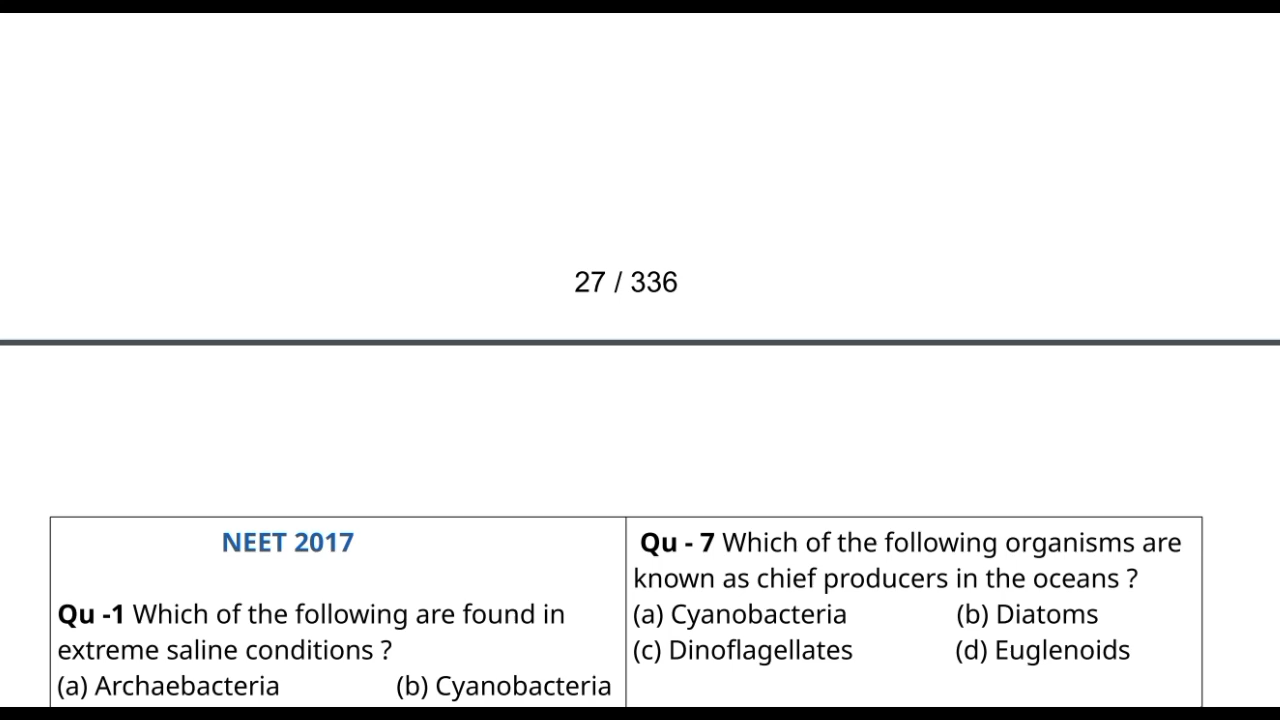 27 / 336
NEET 2017
Qu -1 Which of the following are found in
extreme saline conditions ?
(a) Archaebacteria (b) Cyanobacteria
Qu - 7 Which of the following organisms are
known as chief producers in the oceans ?
(a) Cyanobacteria (b) Diatoms
(c) Dinoflagellates (d) Euglenoids